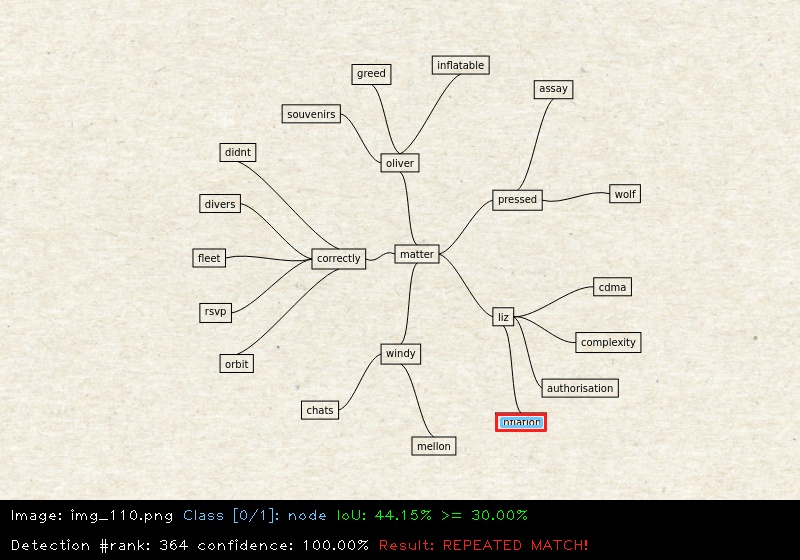 inflatable
greed
assay
souvenirs
didnt
oliver
wolf
pressed
divers
matter
fleet
correctly
cdma
rsvp
liz
complexity
windy
orbit
authorisation
chats
mellon
Image: img_110.png Class [0/1]: node IoU: 44.15% >= 30.00%
Detection #rank: 364 confidence: 100.00% Result: REPEATED MATCH!